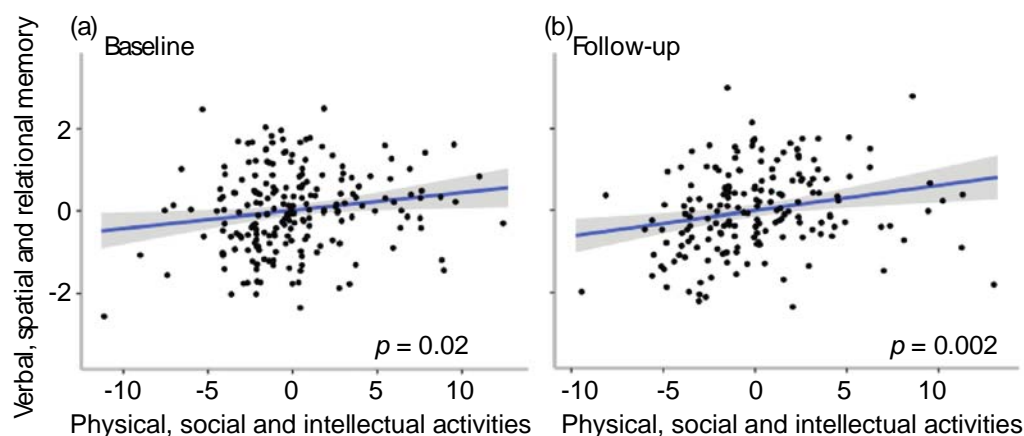 (a) Baseline
(b) Follow-up
Verbal, spatial and relational memory
2
0
-2
p = 0.02
p = 0.002
-10 -5 0 5 10
-10 -5 0 5 10
Physical, social and intellectual activities
Physical, social and intellectual activities